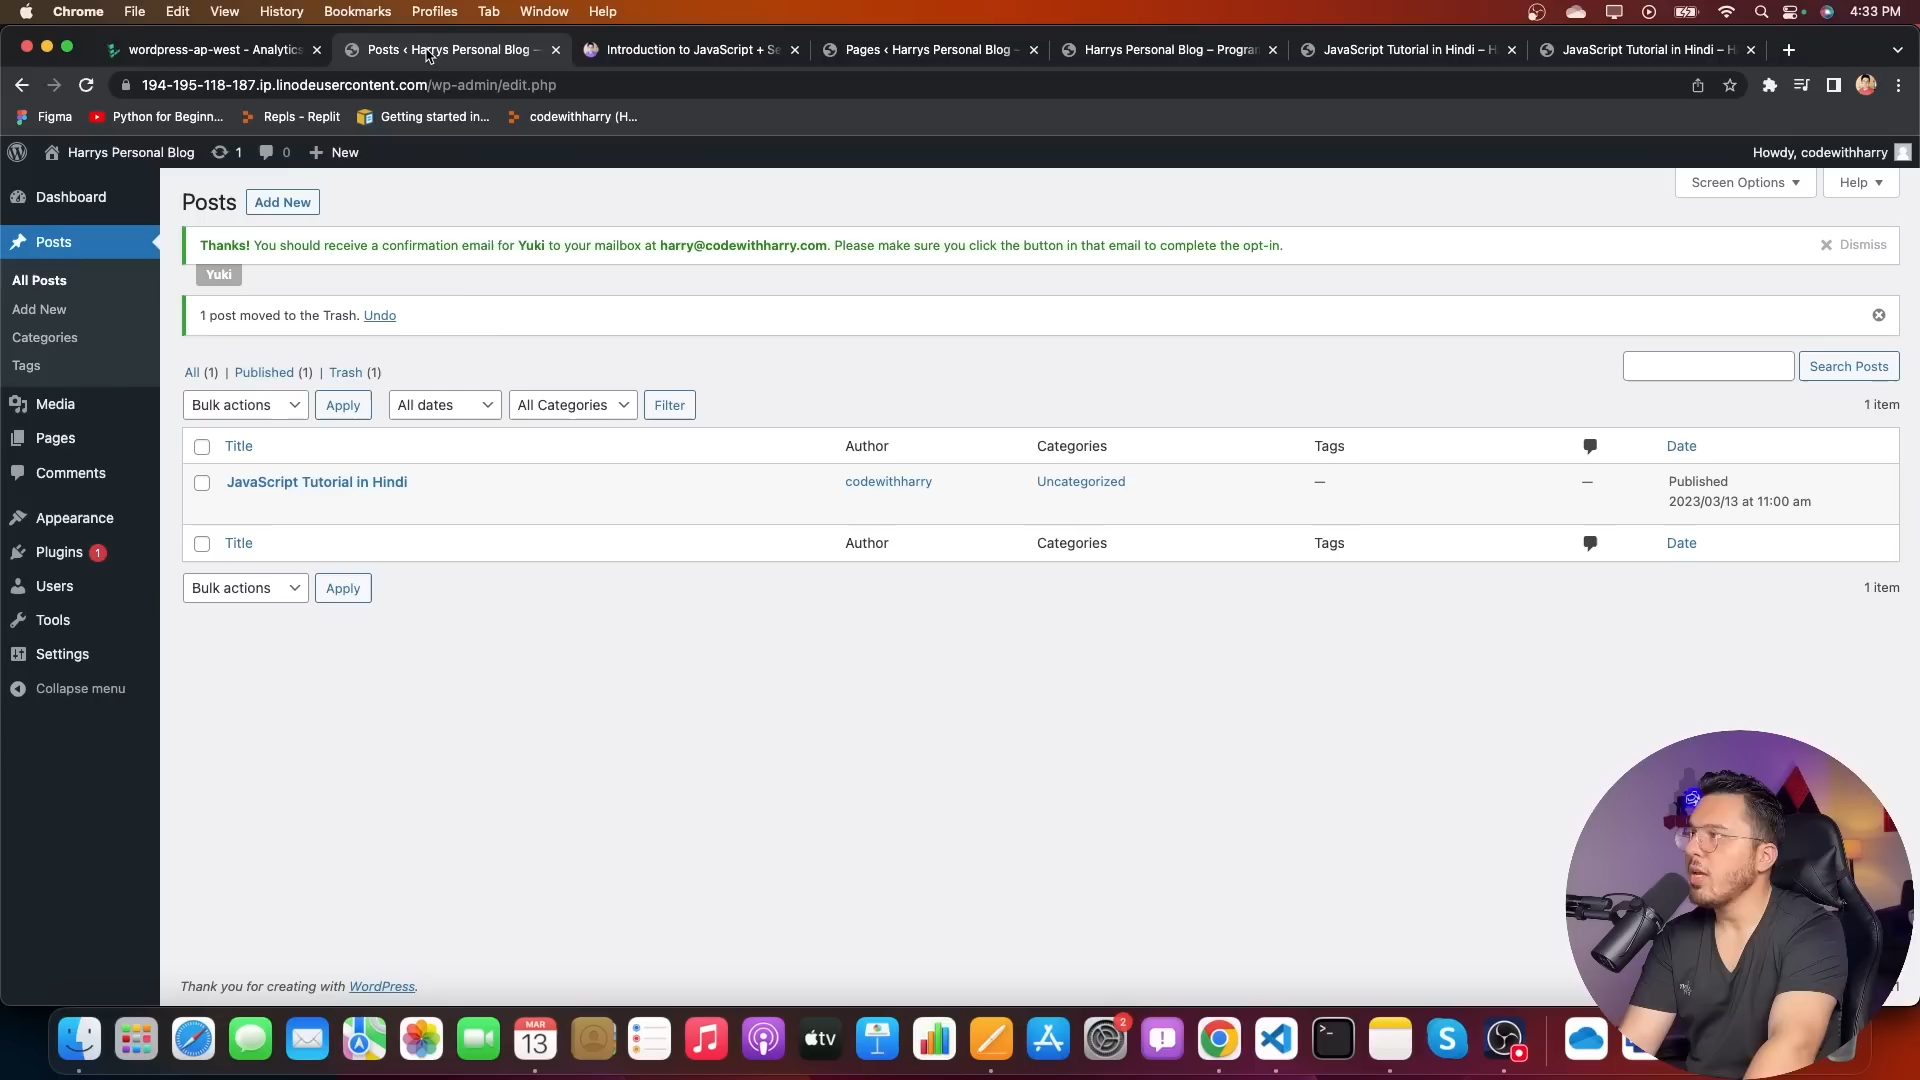 Chrome File Edit View History Bookmarks Profiles Tab Window Help 4:33 PM
wordpress-ap-west - Analytics
Posts ‹ Harrys Personal Blog —
Introduction to JavaScript + Se
Pages ‹ Harrys Personal Blog -
Harrys Personal Blog – Progran
JavaScript Tutorial in Hindi – H
JavaScript Tutorial in Hindi – H
194-195-118-187.ip.linodeusercontent.com/wp-admin/edit.php
Figma Python for Beginn... Repls - Replit Getting started in... codewithharry (H...
Harrys Personal Blog 1 0 New Howdy, codewithharry
Dashboard
Posts
All Posts
Add New
Categories
Tags
Media
Pages
Comments
Appearance
Plugins 1
Users
Tools
Settings
Collapse menu
Screen Options Help
Posts Add New
Thanks! You should receive a confirmation email for Yuki to your mailbox at harry@codewithharry.com. Please make sure you click the button in that email to complete the opt-in. Dismiss
Yuki
1 post moved to the Trash. Undo
All (1) | Published (1) | Trash (1)
Search Posts
Bulk actions Apply All dates All Categories Filter 1 item
Title Author Categories Tags Date
JavaScript Tutorial in Hindi codewithharry Uncategorized — — Published
2023/03/13 at 11:00 am
Title Author Categories Tags Date
Bulk actions Apply 1 item
Thank you for creating with WordPress.
MAR
13
tv
2